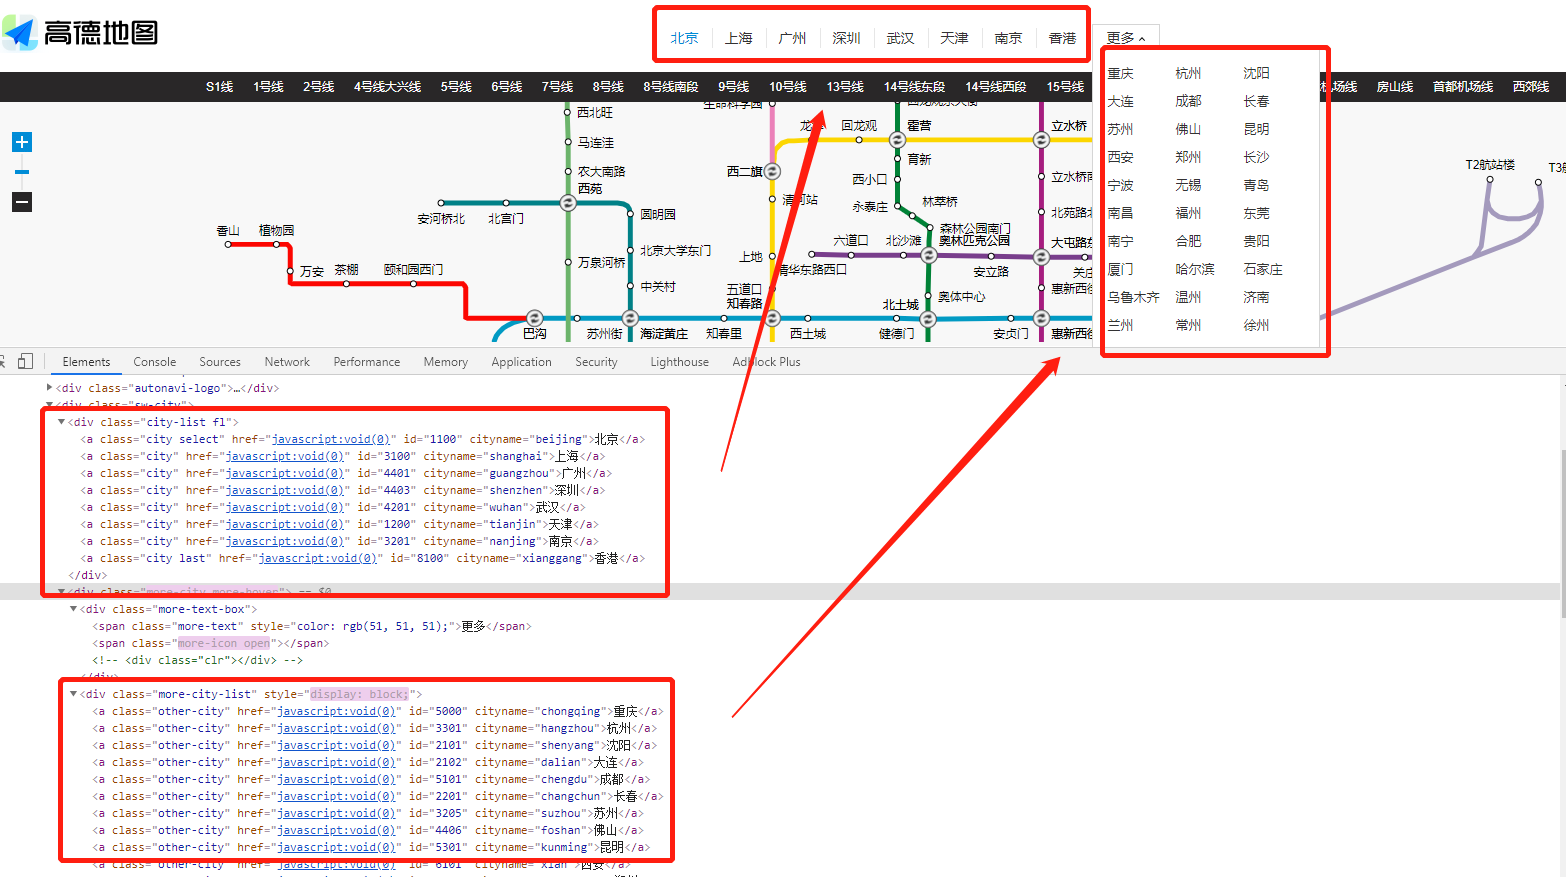 高德地图
北京 上海 广州 深圳 武汉 天津 南京 香港 更多
S1线 1号线 2号线 4号线大兴线 5号线 6号线 7号线 8号线 8号线南段 9号线 10号线 13号线 14号线东段 14号线西段 15号线 机场线 房山线 首都机场线 西郊线
重庆 杭州 沈阳
大连 成都 长春
苏州 佛山 昆明
西安 郑州 长沙
宁波 无锡 青岛
南昌 福州 东莞
南宁 合肥 贵阳
厦门 哈尔滨 石家庄
乌鲁木齐 温州 济南
兰州 常州 徐州
生命科学园
西北旺
回龙观
霍营
立水桥
马连洼
育新
农大南路
西二旗
西小口
立水桥南
T2航站楼
西苑
清河站
林萃桥
安河桥北
北宫门
圆明园
永泰庄
北苑路北
香山
植物园
森林公园南门
北京大学东门
六道口
北沙滩
奥林匹克公园
大屯路东
上地
万安
茶棚
颐和园西门
万泉河桥
清华东路西口
安立路
关庄
中关村
五道口
奥体中心
惠新西街
知春路
北土城
巴沟
苏州街
海淀黄庄
知春里
西土城
健德门
安贞门
惠新西街
Elements Console Sources Network Performance Memory Application Security Lighthouse Adblock Plus
<div class="autonavi-logo">…</div>
<div class="sw-city">
<div class="city-list fl">
<a class="city select" href="javascript:void(0)" id="1100" cityname="beijing">北京</a>
<a class="city" href="javascript:void(0)" id="3100" cityname="shanghai">上海</a>
<a class="city" href="javascript:void(0)" id="4401" cityname="guangzhou">广州</a>
<a class="city" href="javascript:void(0)" id="4403" cityname="shenzhen">深圳</a>
<a class="city" href="javascript:void(0)" id="4201" cityname="wuhan">武汉</a>
<a class="city" href="javascript:void(0)" id="1200" cityname="tianjin">天津</a>
<a class="city" href="javascript:void(0)" id="3201" cityname="nanjing">南京</a>
<a class="city last" href="javascript:void(0)" id="8100" cityname="xianggang">香港</a>
</div>
<div class="more-city more-hover"> == $0
<div class="more-text-box">
<span class="more-text" style="color: rgb(51, 51, 51);">更多</span>
<span class="more-icon open"></span>
<!-- <div class="clr"></div> -->
</div>
<div class="more-city-list" style="display: block;">
<a class="other-city" href="javascript:void(0)" id="5000" cityname="chongqing">重庆</a>
<a class="other-city" href="javascript:void(0)" id="3301" cityname="hangzhou">杭州</a>
<a class="other-city" href="javascript:void(0)" id="2101" cityname="shenyang">沈阳</a>
<a class="other-city" href="javascript:void(0)" id="2102" cityname="dalian">大连</a>
<a class="other-city" href="javascript:void(0)" id="5101" cityname="chengdu">成都</a>
<a class="other-city" href="javascript:void(0)" id="2201" cityname="changchun">长春</a>
<a class="other-city" href="javascript:void(0)" id="3205" cityname="suzhou">苏州</a>
<a class="other-city" href="javascript:void(0)" id="4406" cityname="foshan">佛山</a>
<a class="other-city" href="javascript:void(0)" id="5301" cityname="kunming">昆明</a>
<a class="other-city" href="javascript:void(0)" id="6101" cityname="xian">西安</a>